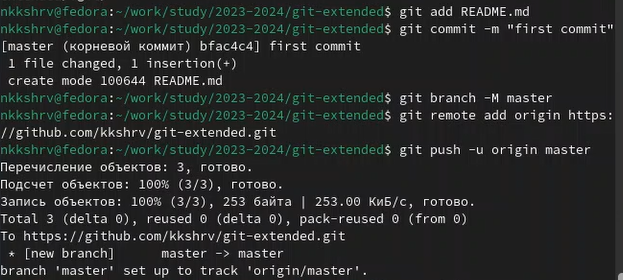 nkkshrv@fedora:~/work/study/2023-2024/git-extended$ git add README.md
nkkshrv@fedora:~/work/study/2023-2024/git-extended$ git commit -m "first commit"
[master (корневой коммит) bfac4c4] first commit
 1 file changed, 1 insertion(+)
 create mode 100644 README.md
nkkshrv@fedora:~/work/study/2023-2024/git-extended$ git branch -M master
nkkshrv@fedora:~/work/study/2023-2024/git-extended$ git remote add origin https:
//github.com/kkshrv/git-extended.git
nkkshrv@fedora:~/work/study/2023-2024/git-extended$ git push -u origin master
Перечисление объектов: 3, готово.
Подсчет объектов: 100% (3/3), готово.
Запись объектов: 100% (3/3), 253 байта | 253.00 КиБ/с, готово.
Total 3 (delta 0), reused 0 (delta 0), pack-reused 0 (from 0)
To https://github.com/kkshrv/git-extended.git
 * [new branch]      master -> master
branch 'master' set up to track 'origin/master'.